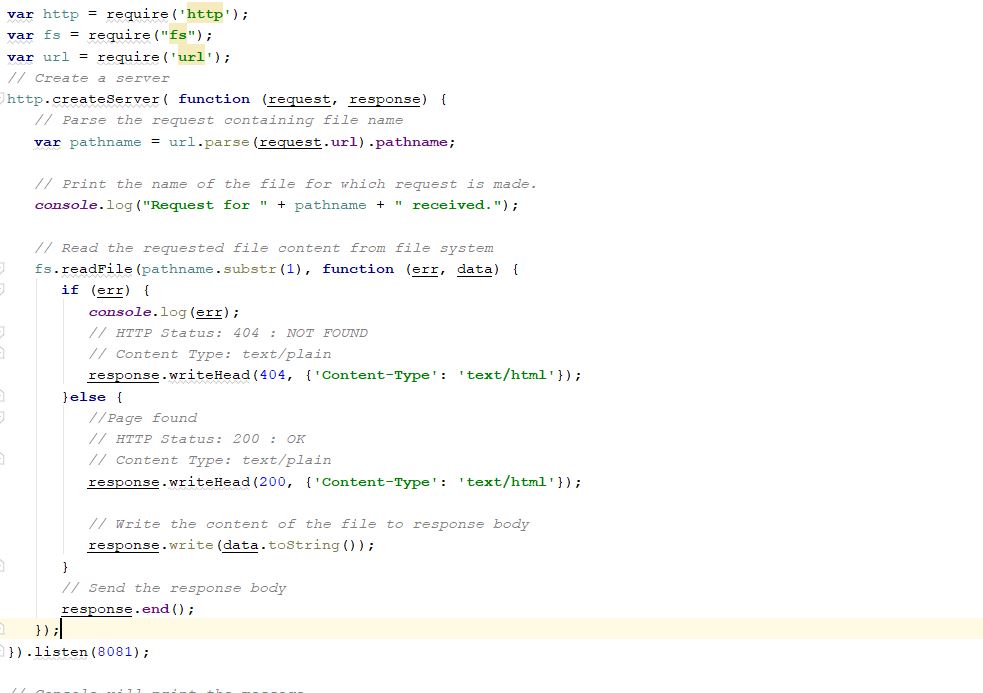 var http = require('http');
var fs = require("fs");
var url = require('url');
// Create a server
http.createServer( function (request, response) {
// Parse the request containing file name
var pathname = url.parse(request.url).pathname;
// Print the name of the file for which request is made.
console.log("Request for " + pathname + " received.");
// Read the requested file content from file system
fs.readFile(pathname.substr(1), function (err, data) {
if (err) {
console.log(err);
// HTTP Status: 404 : NOT FOUND
// Content Type: text/plain
response.writeHead(404, {'Content-Type': 'text/html'});
}else {
//Page found
// HTTP Status: 200 : OK
// Content Type: text/plain
response.writeHead(200, {'Content-Type': 'text/html'});
// Write the content of the file to response body
response.write(data.toString());
}
// Send the response body
response.end();
});
}).listen(8081);
// Console will print the message